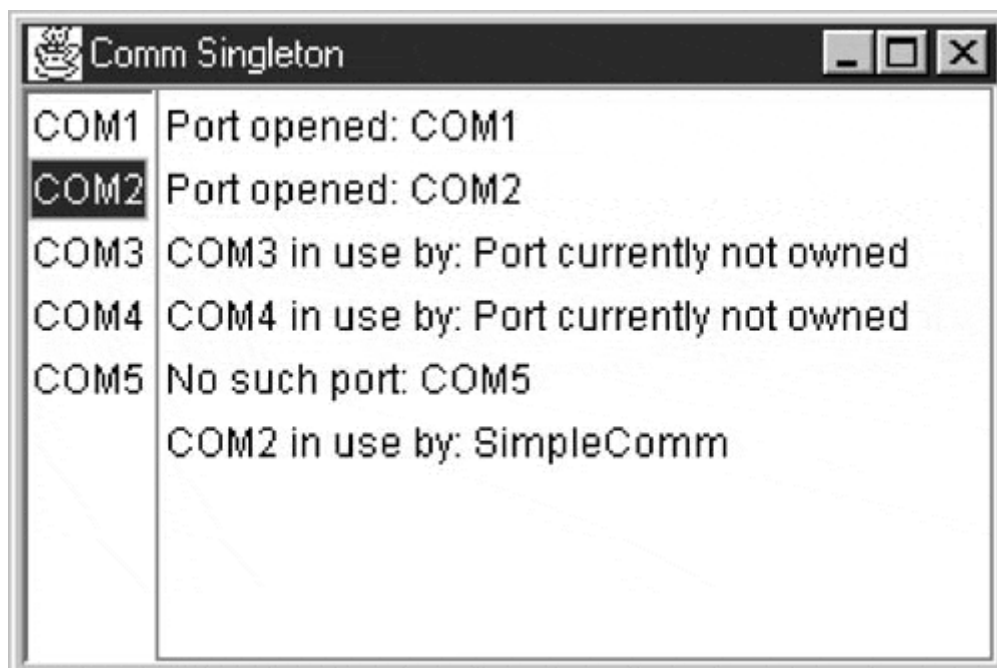 Comm Singleton
COM1 Port opened: COM1
COM2 Port opened: COM2
COM3 COM3 in use by: Port currently not owned
COM4 COM4 in use by: Port currently not owned
COM5 No such port: COM5
COM2 in use by: SimpleComm